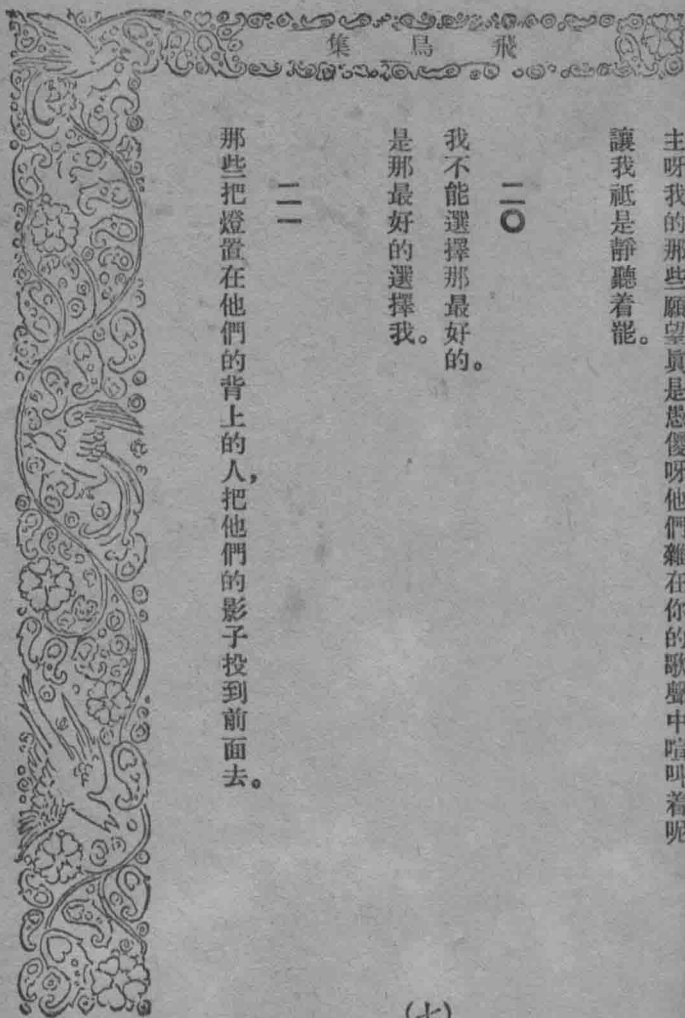 飛鳥集
主呀我的那些願望眞是愚傻呀他們雜在你的歌聲中喧叫着呢
讓我祗是靜聽着罷。
二〇
我不能選擇那最好的。
是那最好的選擇我。
二一
那些把燈置在他們的背上的人，把他們的影子投到前面去。
(七)